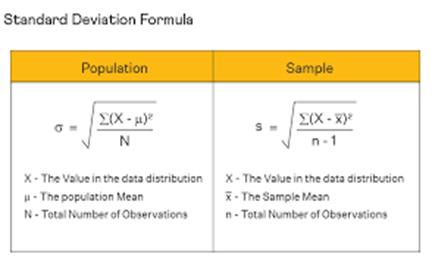 Standard Deviation Formula
Population
Sample
σ = √(Σ(X - μ)² / N)
s = √(Σ(X - X̅)² / n - 1)
X - The Value in the data distribution
μ - The population Mean
N - Total Number of Observations
X - The Value in the data distribution
X̅ - The Sample Mean
n - Total Number of Observations